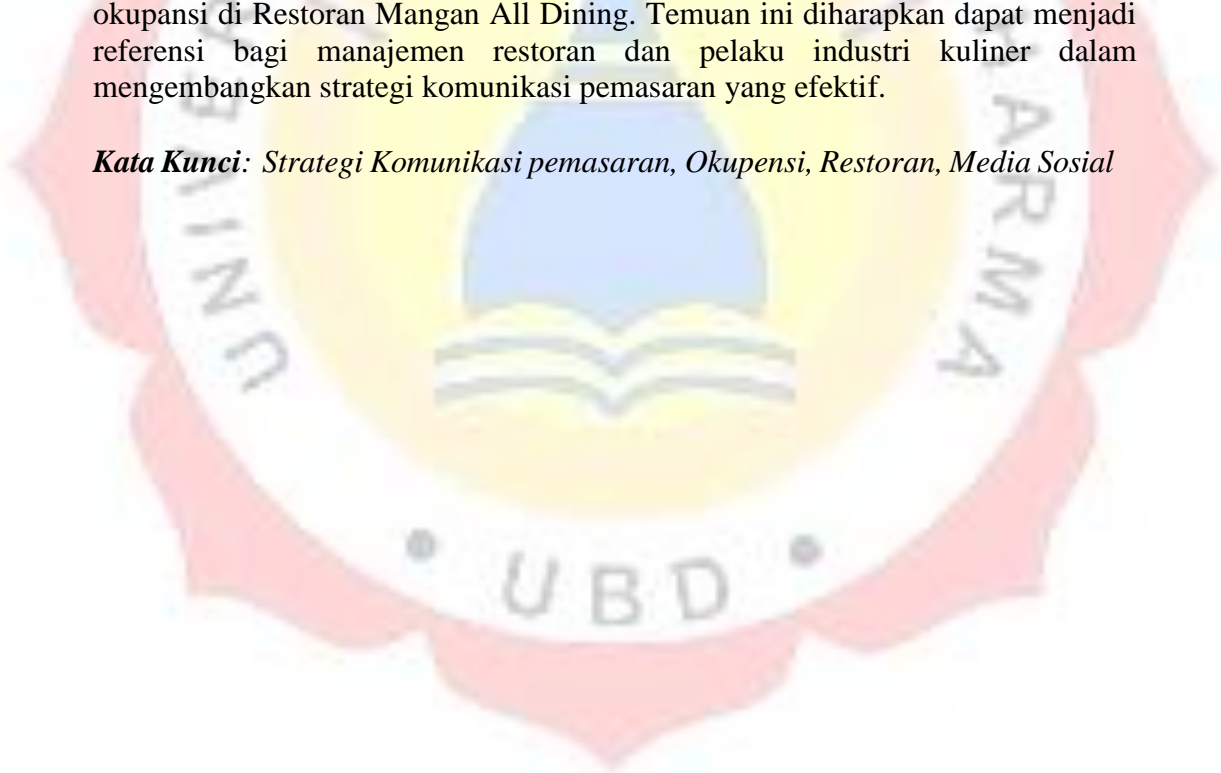 okupansi di Restoran Mangan All Dining. Temuan ini diharapkan dapat menjadi
referensi bagi manajemen restoran dan pelaku industri kuliner dalam
mengembangkan strategi komunikasi pemasaran yang efektif.
Kata Kunci: Strategi Komunikasi pemasaran, Okupensi, Restoran, Media Sosial
UBD